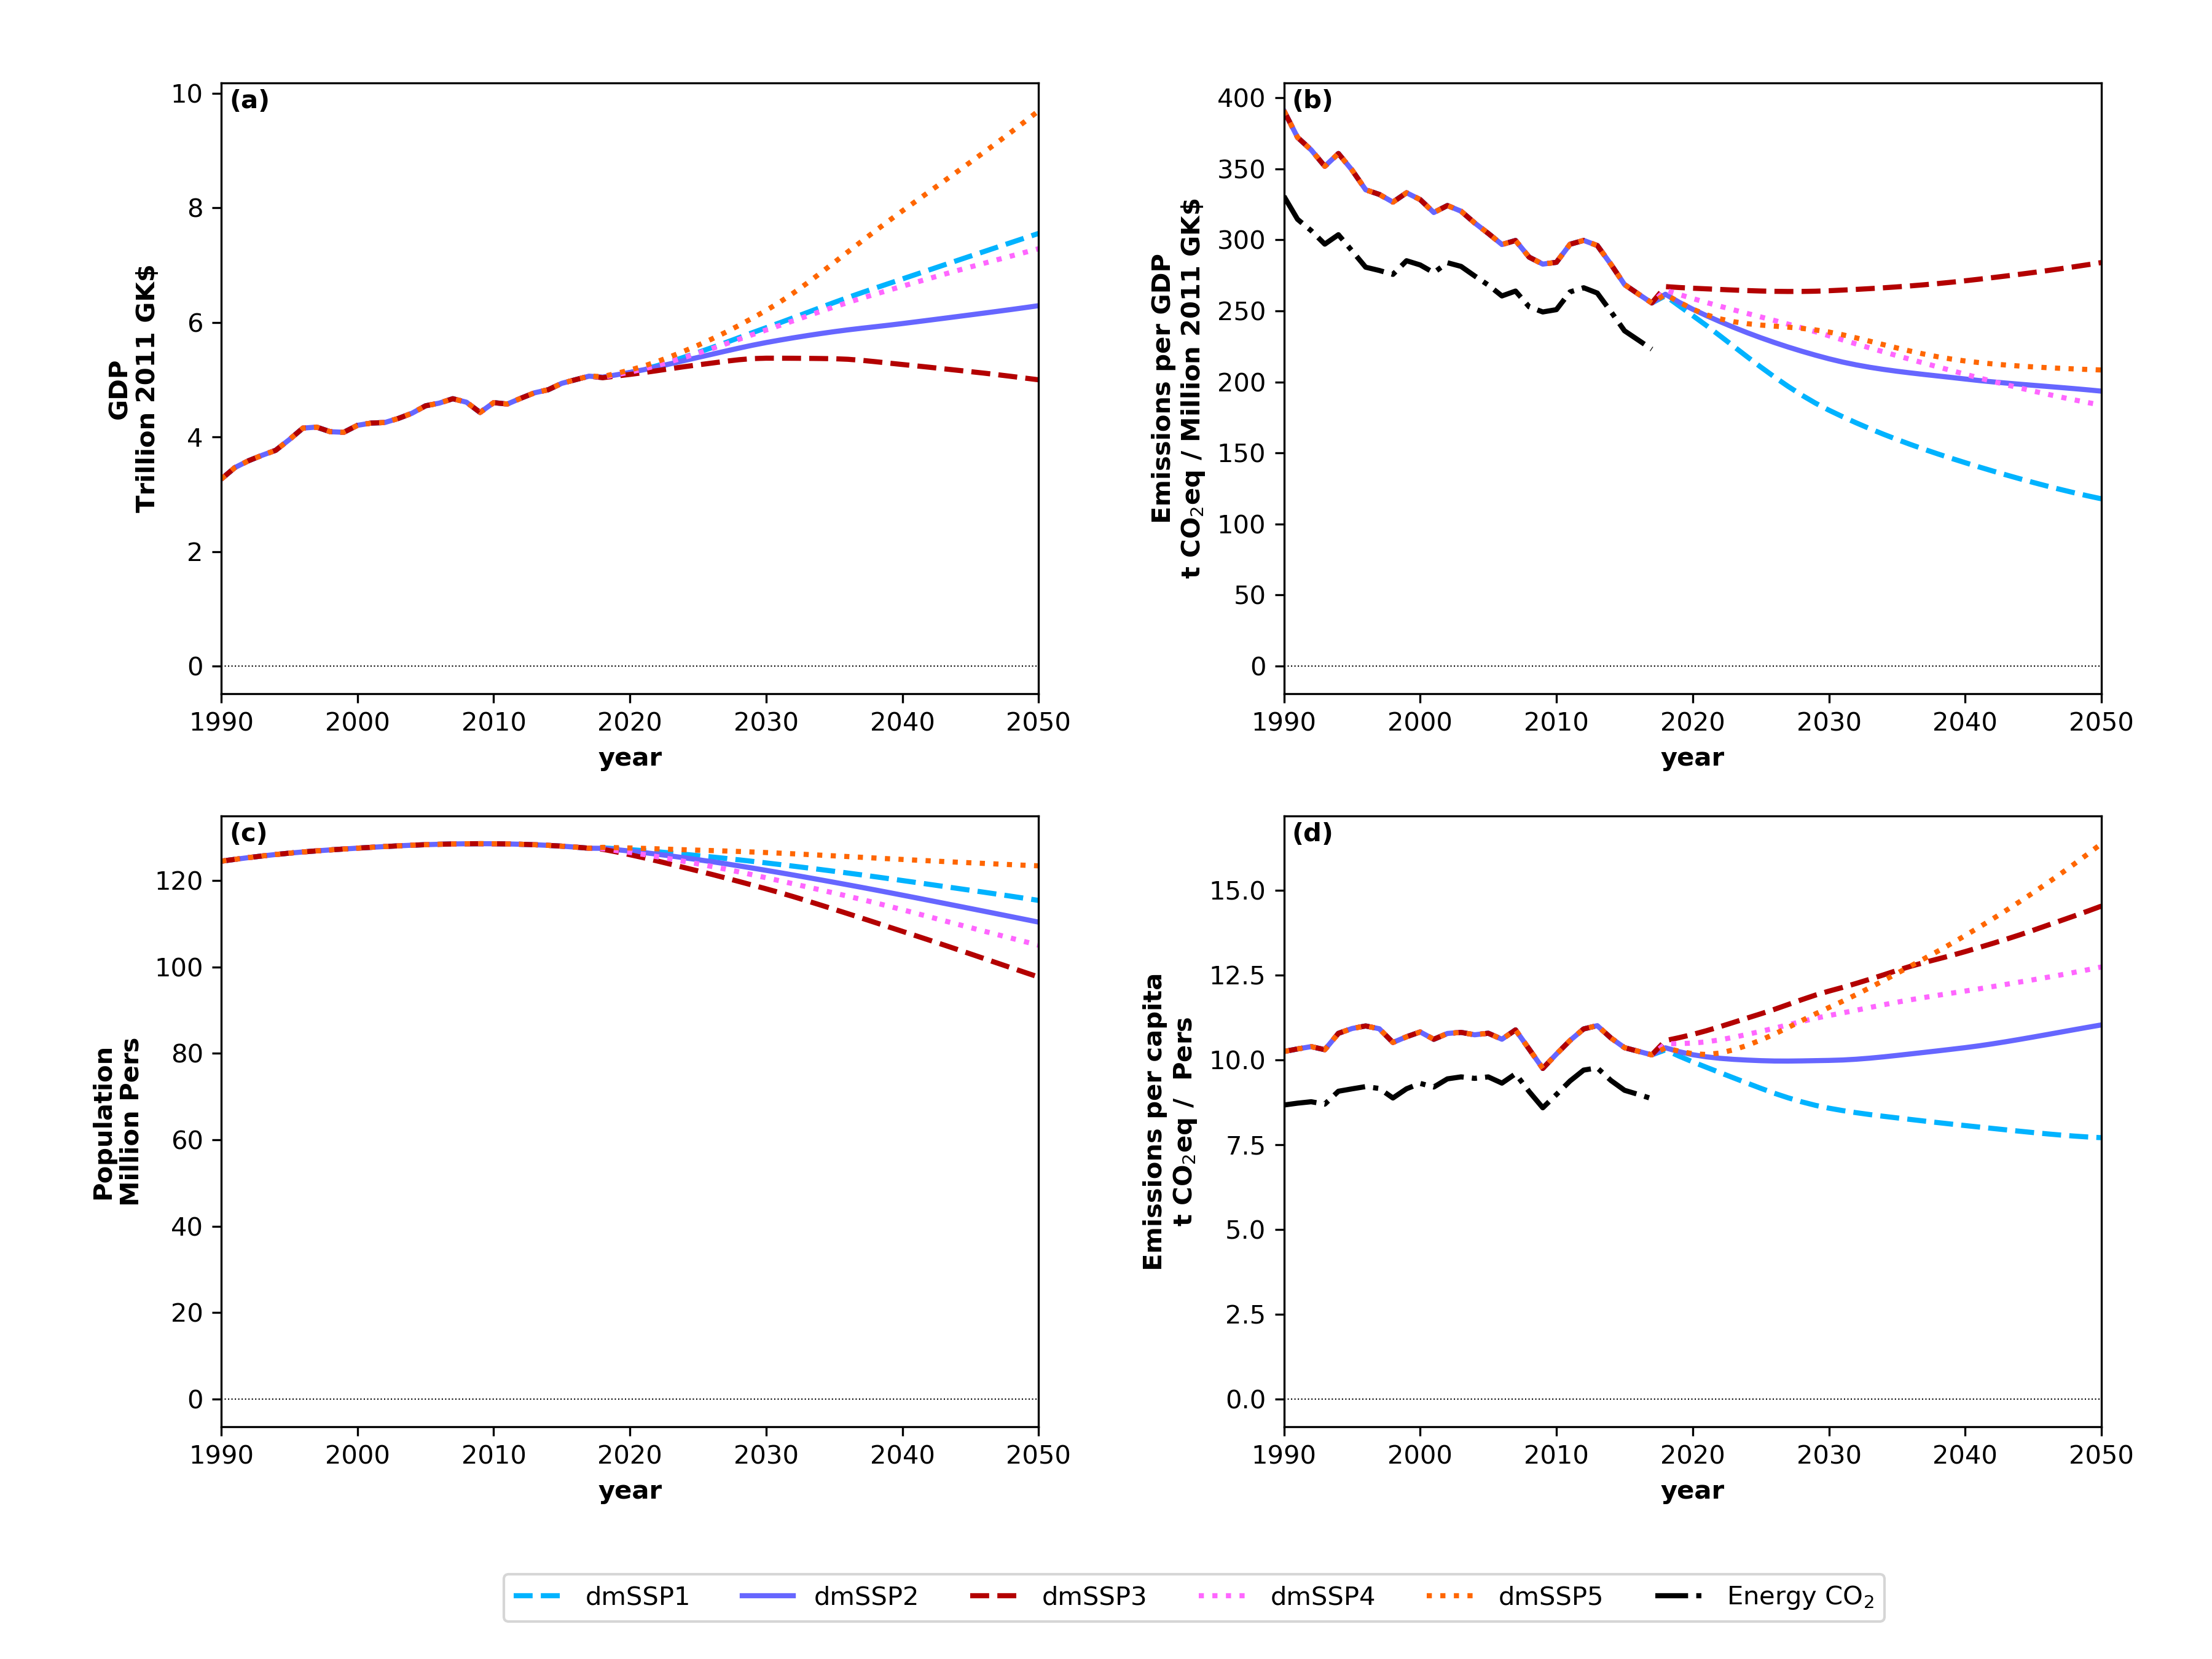 (a)
10
8
6
4
2
0
GDP
Trillion 2011 GK$
1990 2000 2010 2020 2030 2040 2050
year
(b)
400
350
300
250
200
150
100
50
0
Emissions per GDP
t CO₂eq / Million 2011 GK$
1990 2000 2010 2020 2030 2040 2050
year
(c)
120
100
80
60
40
20
0
Population
Million Pers
1990 2000 2010 2020 2030 2040 2050
year
(d)
15.0
12.5
10.0
7.5
5.0
2.5
0.0
Emissions per capita
t CO₂eq / Pers
1990 2000 2010 2020 2030 2040 2050
year
dmSSP1 dmSSP2 dmSSP3 dmSSP4 dmSSP5 Energy CO₂